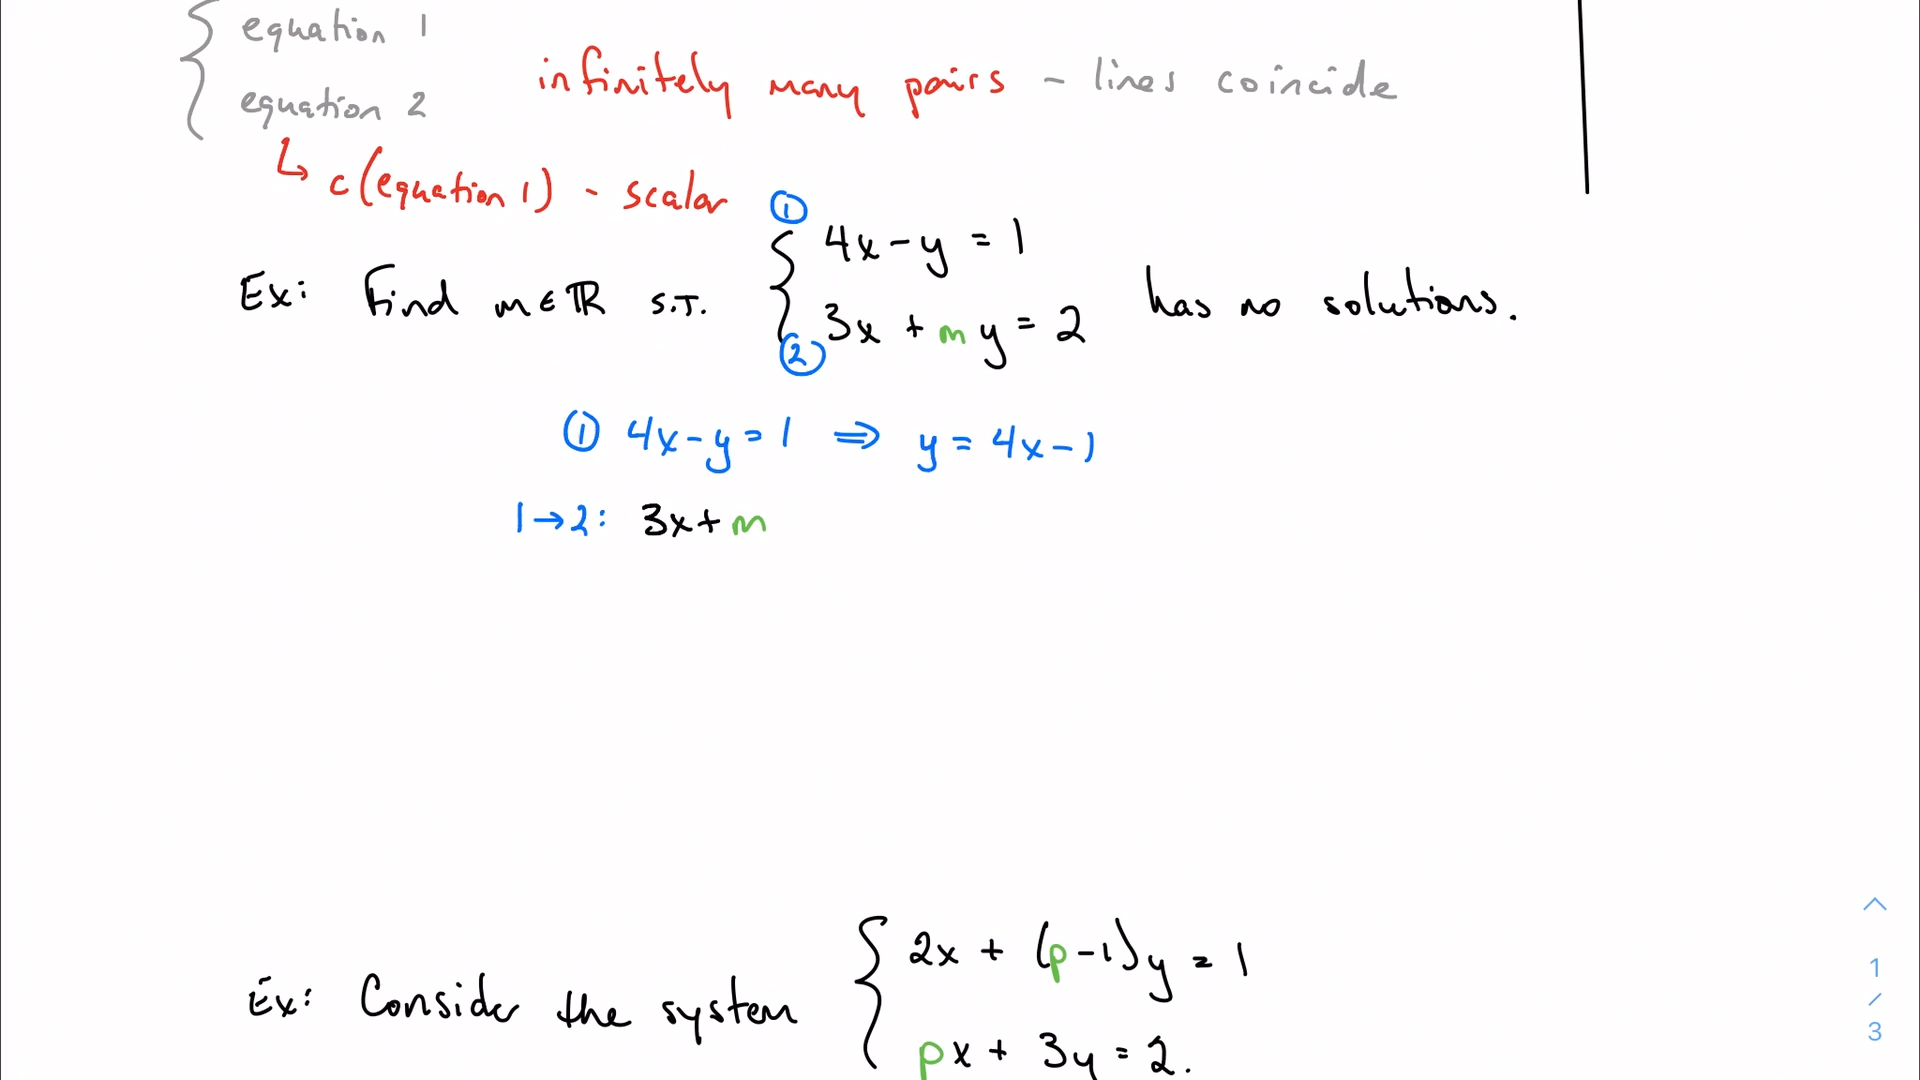 equation 1
equation 2
infinitely many pairs - lines coincide
↳ c(equation 1) - scalar
Ex: Find m∈ℝ s.t. { ① 4x - y = 1
② 3x + my = 2 has no solutions.
① 4x - y = 1 ⇒ y = 4x - 1
1→2: 3x + m
Ex: Consider the system { 2x + (p-1)y = 1
px + 3y = 2.
1
/
3